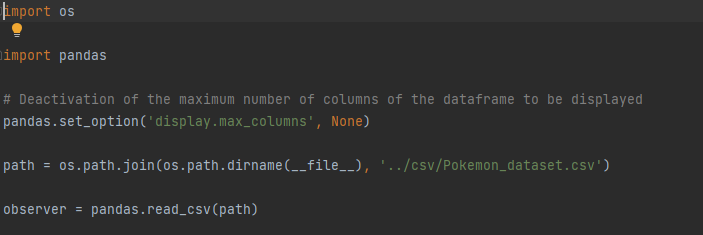 import os
import pandas
# Deactivation of the maximum number of columns of the dataframe to be displayed
pandas.set_option('display.max_columns', None)
path = os.path.join(os.path.dirname(__file__), '../csv/Pokemon_dataset.csv')
observer = pandas.read_csv(path)